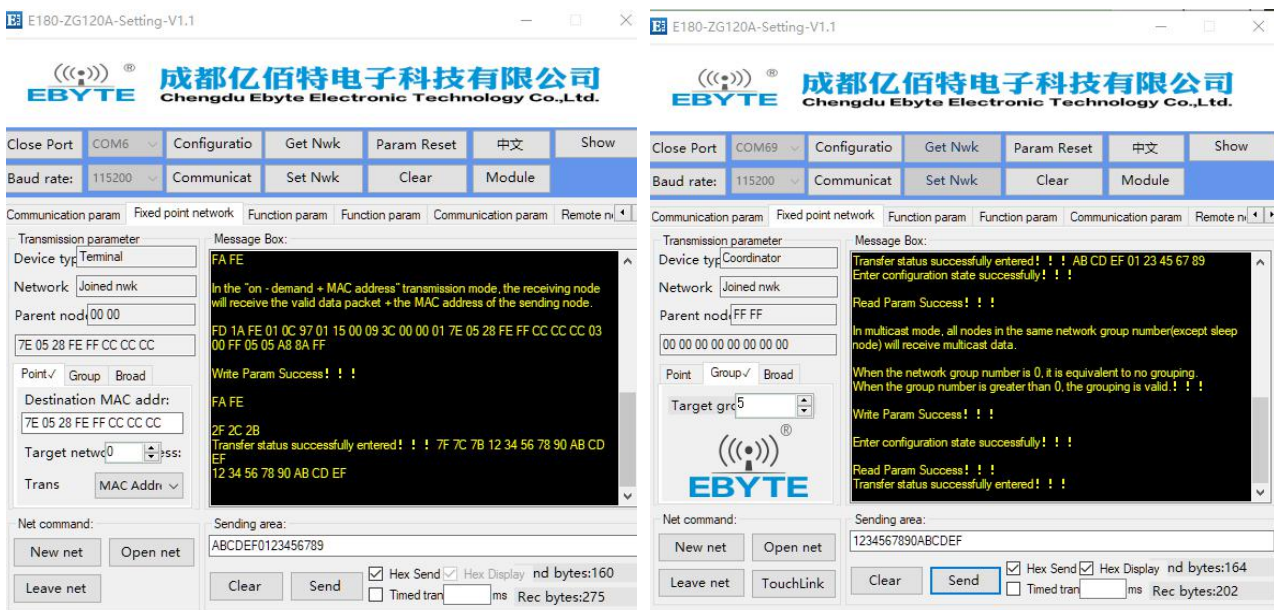 E180-ZG120A-Setting-V1.1
EBYTE
®
成都亿佰特电子科技有限公司
Chengdu Ebyte Electronic Technology Co.,Ltd.
Close Port COM6 Configuratio Get Nwk Param Reset 中文 Show
Baud rate: 115200 Communicat Set Nwk Clear Module
Communication param Fixed point network Function param Function param Communication param Remote n
Transmission parameter
Device typ Terminal
Network Joined nwk
Parent nod 00 00
7E 05 28 FE FF CC CC CC
Point√ Group Broad
Destination MAC addr:
7E 05 28 FE FF CC CC CC
Target netwo 0 ess:
Trans MAC Addre
Message Box:
FA FE
In the "on - demand + MAC address" transmission mode, the receiving node
will receive the valid data packet + the MAC address of the sending node.
FD 1A FE 01 0C 97 01 15 00 09 3C 00 00 01 7E 05 28 FE FF CC CC CC 03
00 FF 05 05 A8 8A FF
Write Param Success！！！
FA FE
2F 2C 2B
Transfer status successfully entered！！！ 7F 7C 7B 12 34 56 78 90 AB CD
EF
12 34 56 78 90 AB CD EF
Net command:
New net Open net
Leave net
Sending area:
ABCDEF0123456789
Clear Send Hex Send Hex Display nd bytes:160
Timed tran ms Rec bytes:275
E180-ZG120A-Setting-V1.1
EBYTE
®
成都亿佰特电子科技有限公司
Chengdu Ebyte Electronic Technology Co.,Ltd.
Close Port COM69 Configuratio Get Nwk Param Reset 中文 Show
Baud rate: 115200 Communicat Set Nwk Clear Module
Communication param Fixed point network Function param Function param Communication param Remote n
Transmission parameter
Device typ Coordinator
Network Joined nwk
Parent nod FF FF
00 00 00 00 00 00 00 00
Point Group√ Broad
Target grc 5
®
EBYTE
Message Box:
Transfer status successfully entered！！！ AB CD EF 01 23 45 67 89
Enter configuration state successfully！！！
Read Param Success！！！
In multicast mode, all nodes in the same network group number(except sleep
node) will receive multicast data.
When the network group number is 0, it is equivalent to no grouping.
When the group number is greater than 0, the grouping is valid.！！！
Write Param Success！！！
Enter configuration state successfully！！！
Read Param Success！！！
Transfer status successfully entered！！！
Net command:
New net Open net
Leave net TouchLink
Sending area:
1234567890ABCDEF
Clear Send Hex Send Hex Display nd bytes:164
Timed tran ms Rec bytes:202